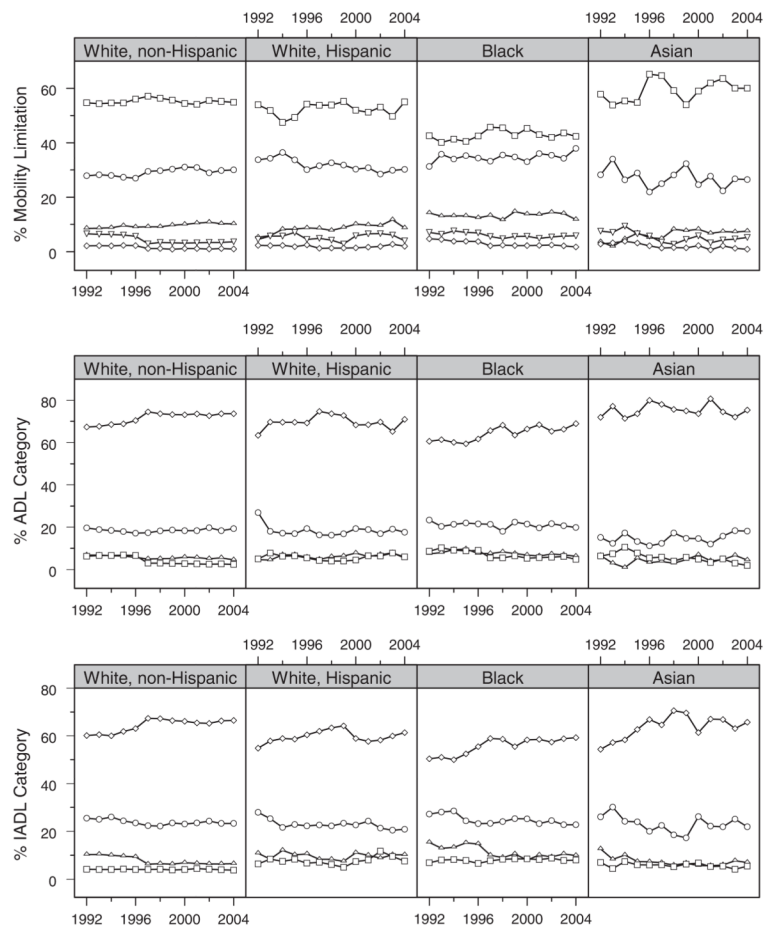 1992 1996 2000 2004 1992 1996 2000 2004
White, non-Hispanic White, Hispanic Black Asian
% Mobility Limitation
60
40
20
0
1992 1996 2000 2004 1992 1996 2000 2004
1992 1996 2000 2004 1992 1996 2000 2004
White, non-Hispanic White, Hispanic Black Asian
% ADL Category
80
60
40
20
0
1992 1996 2000 2004 1992 1996 2000 2004
1992 1996 2000 2004 1992 1996 2000 2004
White, non-Hispanic White, Hispanic Black Asian
% IADL Category
80
60
40
20
0
1992 1996 2000 2004 1992 1996 2000 2004